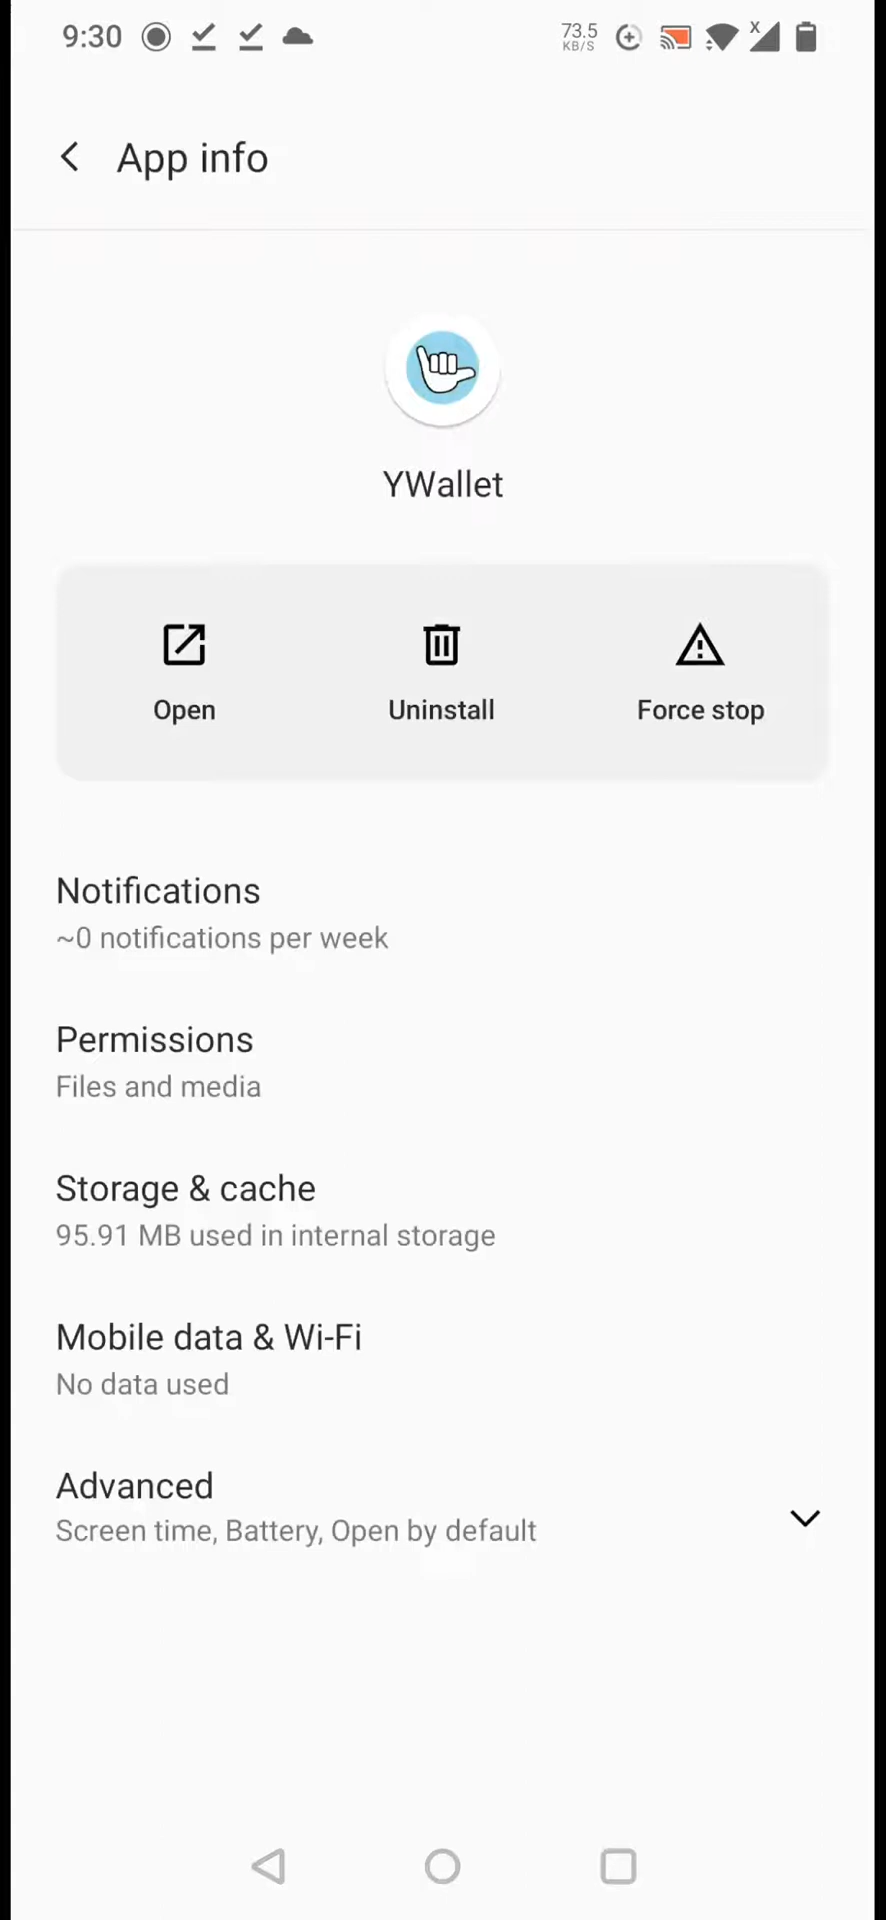 9:30
73.5
KB/S
X
App info
YWallet
Open
Uninstall
Force stop
Notifications
~0 notifications per week
Permissions
Files and media
Storage & cache
95.91 MB used in internal storage
Mobile data & Wi-Fi
No data used
Advanced
Screen time, Battery, Open by default